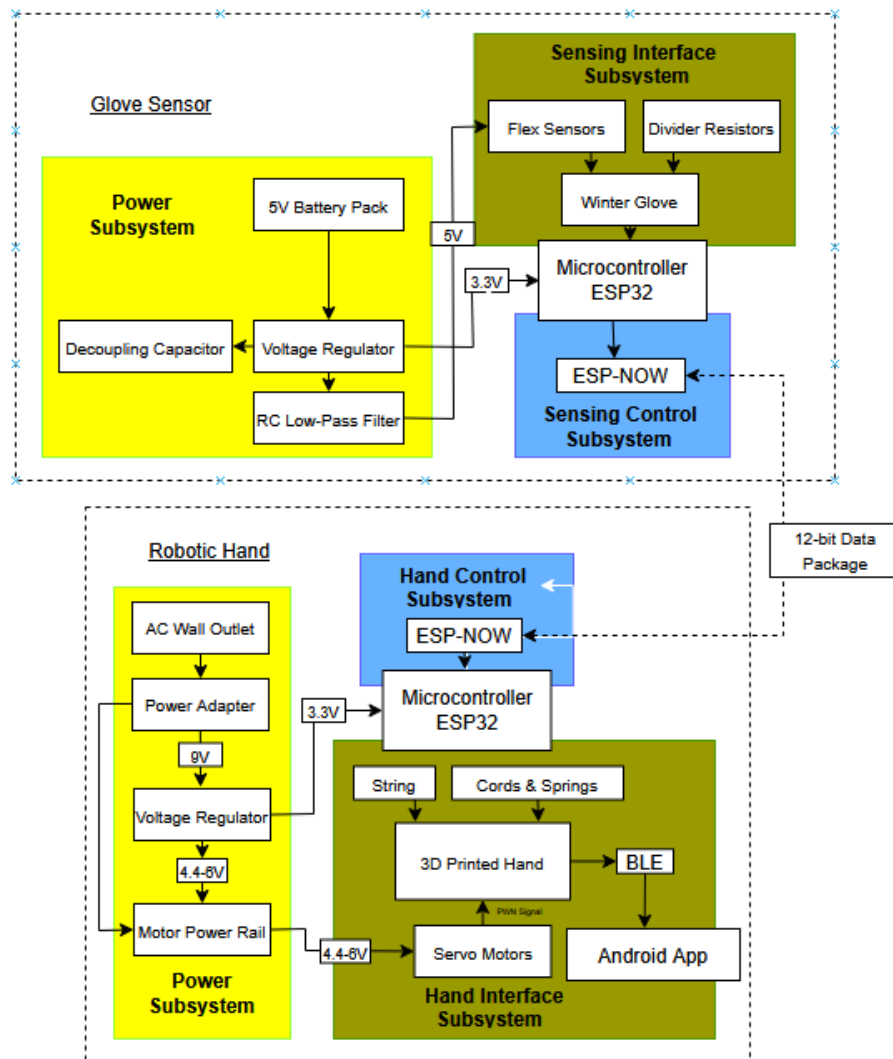 Glove Sensor
Sensing Interface
Subsystem
Flex Sensors
Divider Resistors
Winter Glove
Power
Subsystem
5V Battery Pack
5V
3.3V
Microcontroller
ESP32
Decoupling Capacitor
Voltage Regulator
RC Low-Pass Filter
ESP-NOW
Sensing Control
Subsystem
12-bit Data
Package
Robotic Hand
Hand Control
Subsystem
ESP-NOW
AC Wall Outlet
Power Adapter
9V
Voltage Regulator
4.4-6V
Motor Power Rail
Power
Subsystem
3.3V
Microcontroller
ESP32
String
Cords & Springs
3D Printed Hand
BLE
PWN Signal
4.4-6V
Servo Motors
Android App
Hand Interface
Subsystem